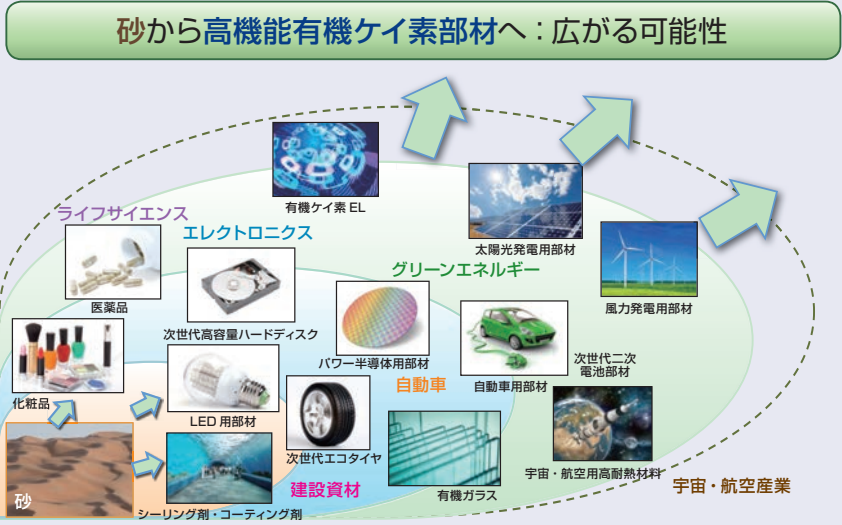 砂から高機能有機ケイ素部材へ：広がる可能性
有機ケイ素 EL
ライフサイエンス
エレクトロニクス
太陽光発電用部材
グリーンエネルギー
医薬品
風力発電用部材
次世代高容量ハードディスク
パワー半導体用部材
次世代二次
電池部材
自動車
自動車用部材
化粧品
LED 用部材
次世代エコタイヤ
宇宙・航空用高耐熱材料
宇宙・航空産業
建設資材
有機ガラス
砂
シーリング剤・コーティング剤